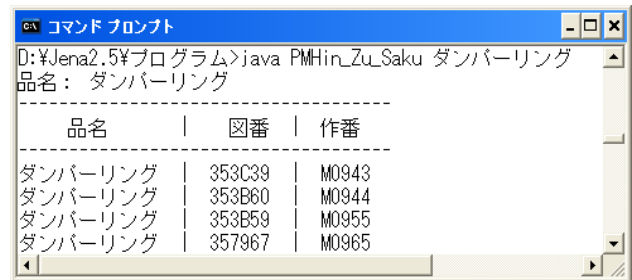 コマンド プロンプト
D:¥Jena2.5¥プログラム>java PMHin_Zu_Saku ダンパーリング
品名： ダンパーリング
--------------------------------------
品名 | 図番 | 作番
--------------------------------------
ダンパーリング | 353C39 | M0943
ダンパーリング | 353B60 | M0944
ダンパーリング | 353B59 | M0955
ダンパーリング | 357967 | M0965